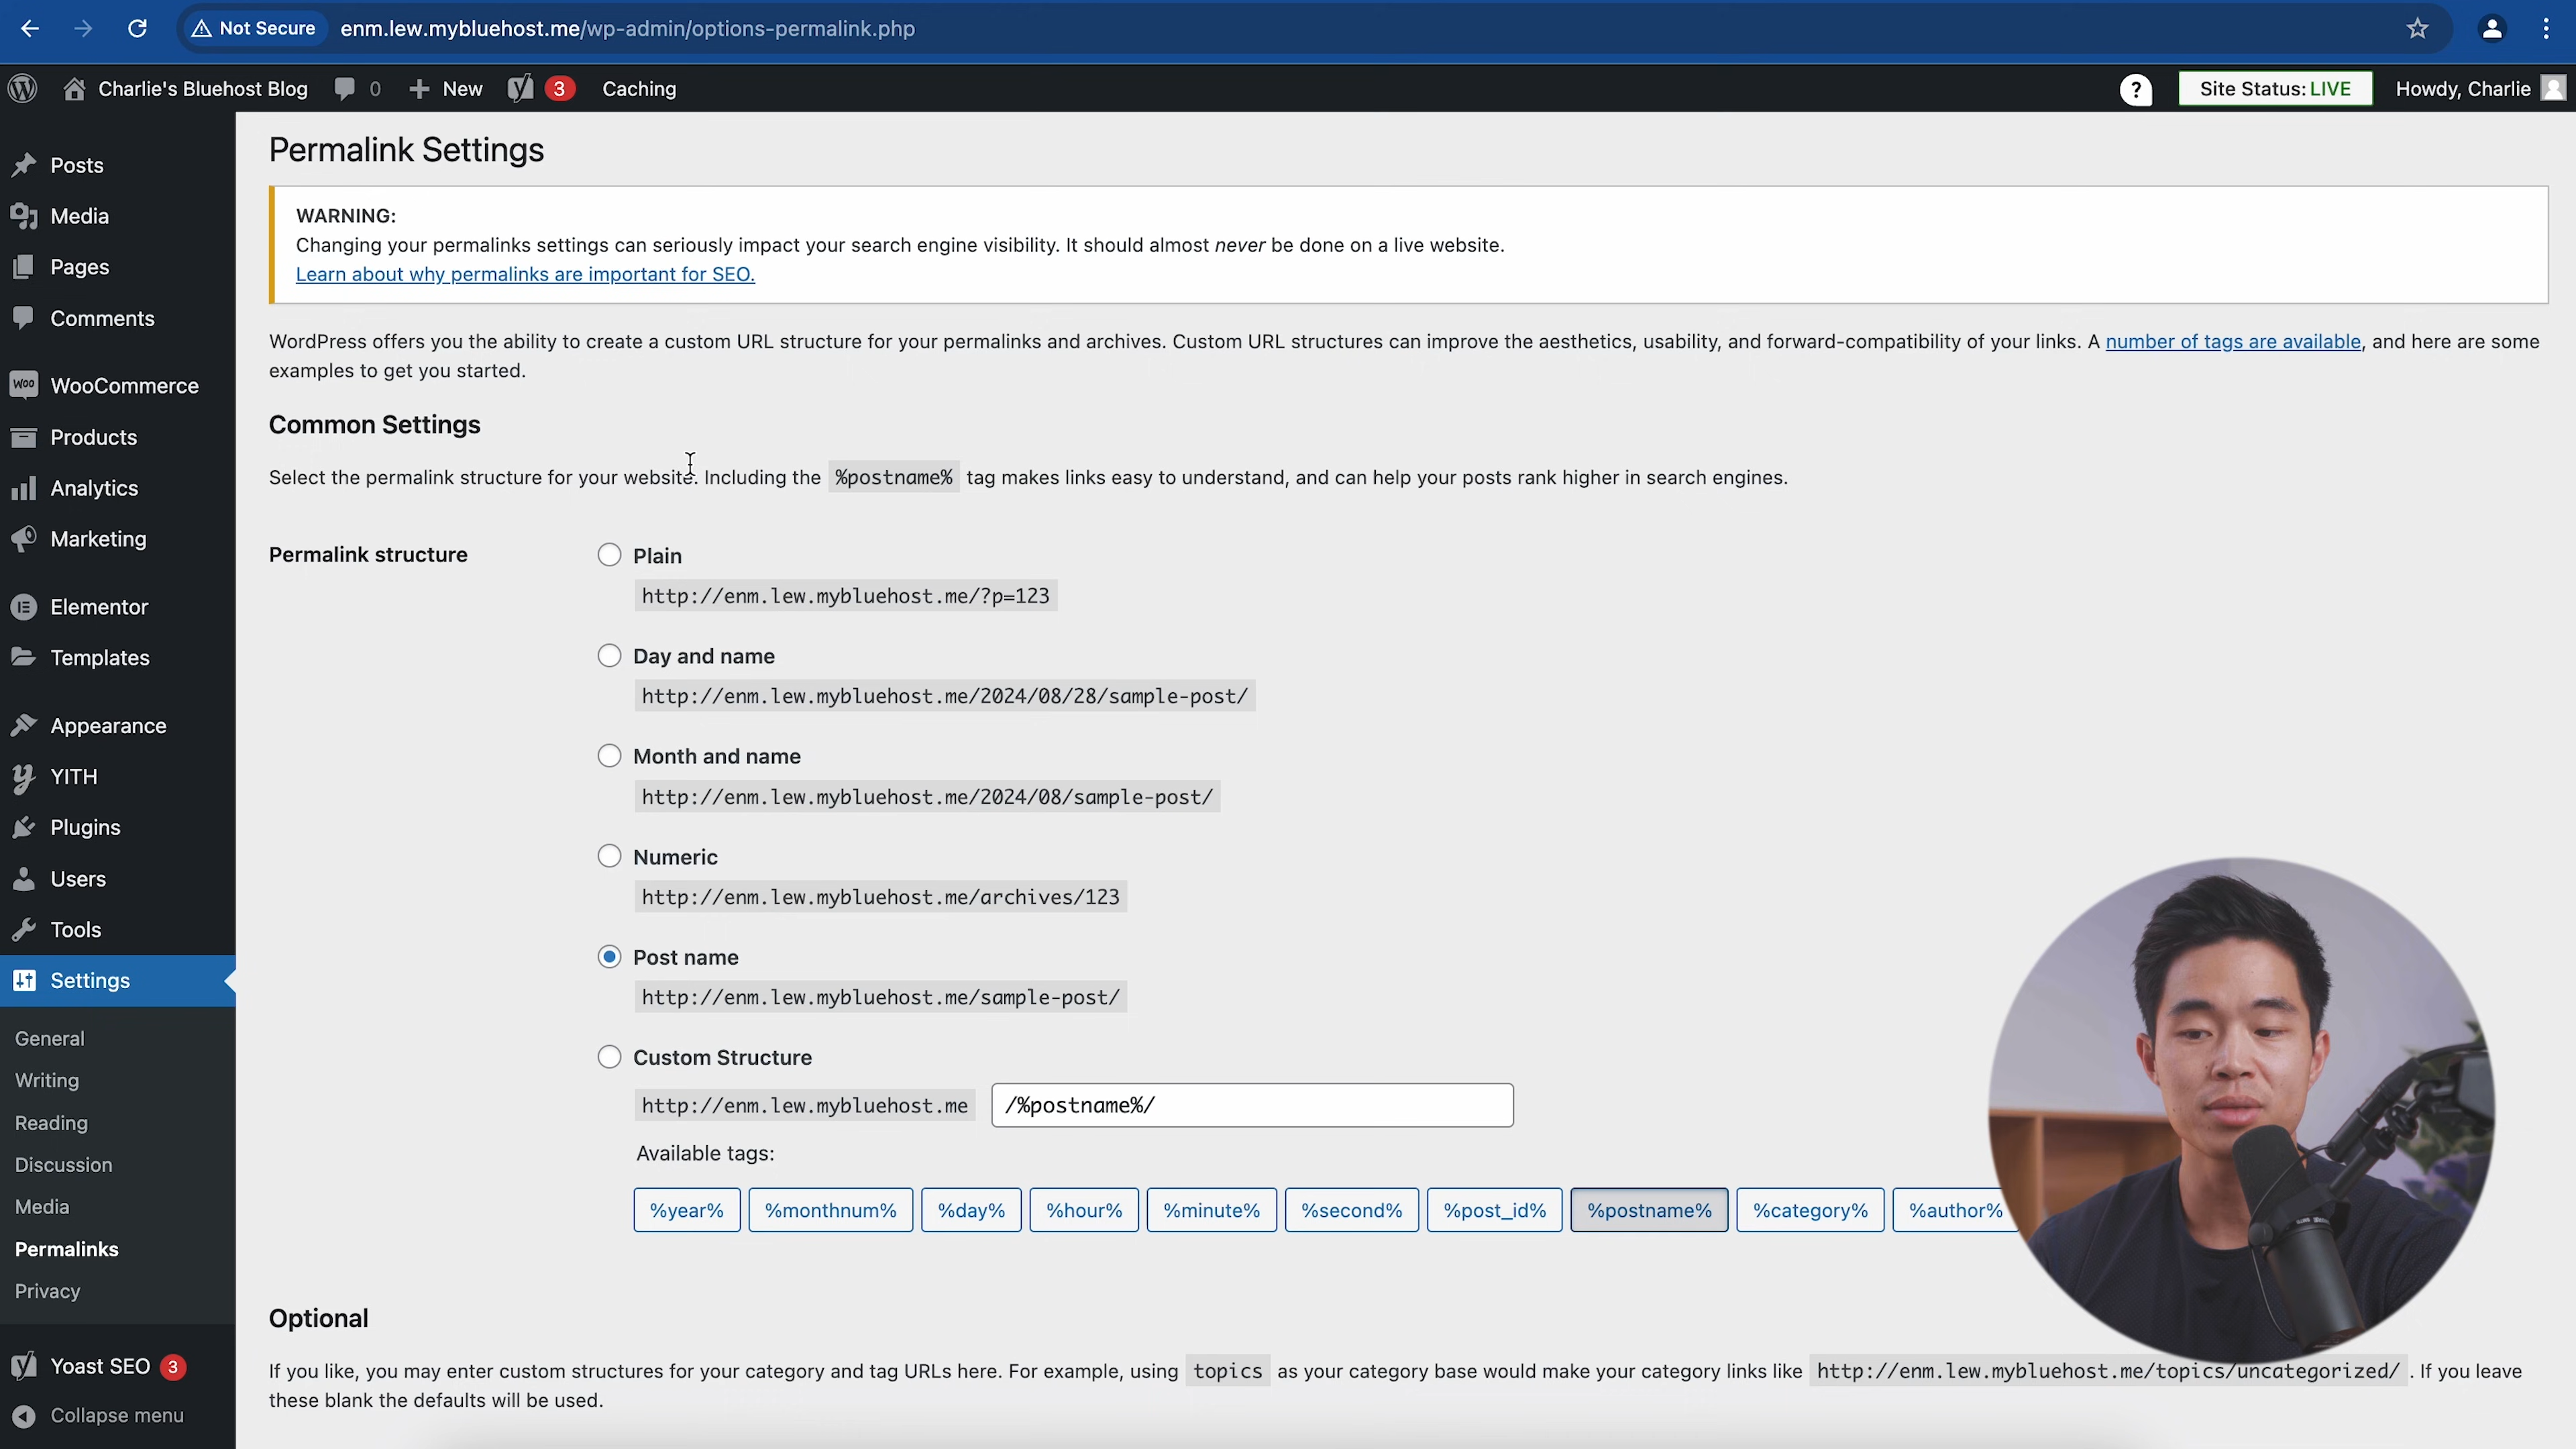 Not Secure enm.lew.mybluehost.me/wp-admin/options-permalink.php
Charlie's Bluehost Blog 0 New 3 Caching ? Site Status: LIVE Howdy, Charlie
Posts
Media
Pages
Comments
WooCommerce
Products
Analytics
Marketing
Elementor
Templates
Appearance
YITH
Plugins
Users
Tools
Settings
General
Writing
Reading
Discussion
Media
Permalinks
Privacy
Yoast SEO 3
Collapse menu
Permalink Settings
WARNING:
Changing your permalinks settings can seriously impact your search engine visibility. It should almost never be done on a live website.
Learn about why permalinks are important for SEO.
WordPress offers you the ability to create a custom URL structure for your permalinks and archives. Custom URL structures can improve the aesthetics, usability, and forward-compatibility of your links. A number of tags are available, and here are some
examples to get you started.
Common Settings
Select the permalink structure for your website. Including the %postname% tag makes links easy to understand, and can help your posts rank higher in search engines.
Permalink structure
Plain
http://enm.lew.mybluehost.me/?p=123
Day and name
http://enm.lew.mybluehost.me/2024/08/28/sample-post/
Month and name
http://enm.lew.mybluehost.me/2024/08/sample-post/
Numeric
http://enm.lew.mybluehost.me/archives/123
Post name
http://enm.lew.mybluehost.me/sample-post/
Custom Structure
http://enm.lew.mybluehost.me /%postname%/
Available tags:
%year% %monthnum% %day% %hour% %minute% %second% %post_id% %postname% %category% %author%
Optional
If you like, you may enter custom structures for your category and tag URLs here. For example, using topics as your category base would make your category links like http://enm.lew.mybluehost.me/topics/uncategorized/ . If you leave
these blank the defaults will be used.